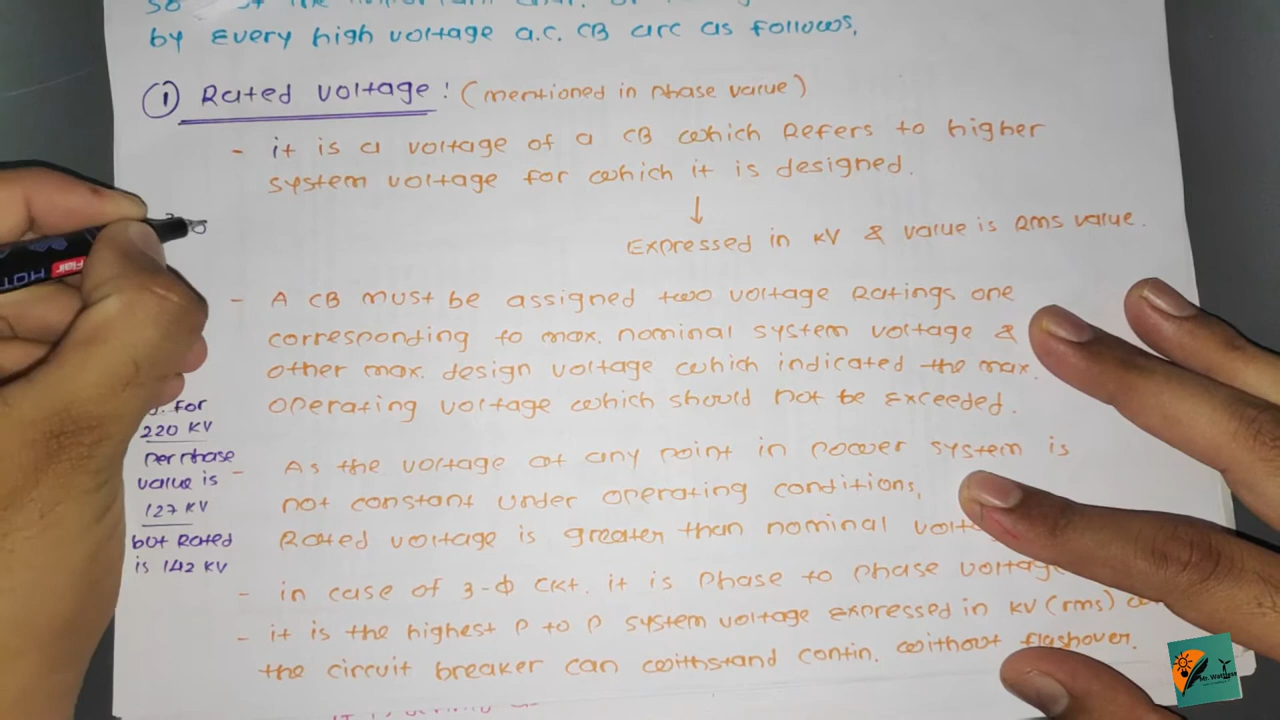 by every high voltage a.c. CB are as follows.
① Rated voltage : (mentioned in phase value)
- it is a voltage of a CB which Refers to higher
system voltage for which it is designed.
↓
Expressed in KV & value is RMS value.
- A CB must be assigned two voltage Ratings one
corresponding to max. nominal system voltage &
other max. design voltage which indicated the max.
operating voltage which should not be exceeded.
for
220 KV
per phase
value is
127 KV
but Rated
is 142 KV
- As the voltage at any point in power system is
not constant under operating conditions,
Rated voltage is greater than nominal
- in case of 3-Φ CKt. it is phase to phase
- it is the highest P to P system voltage expressed in KV (rms)
the circuit breaker can withstand contin. without flashover.
Flair
HOT
Mr. Wattage